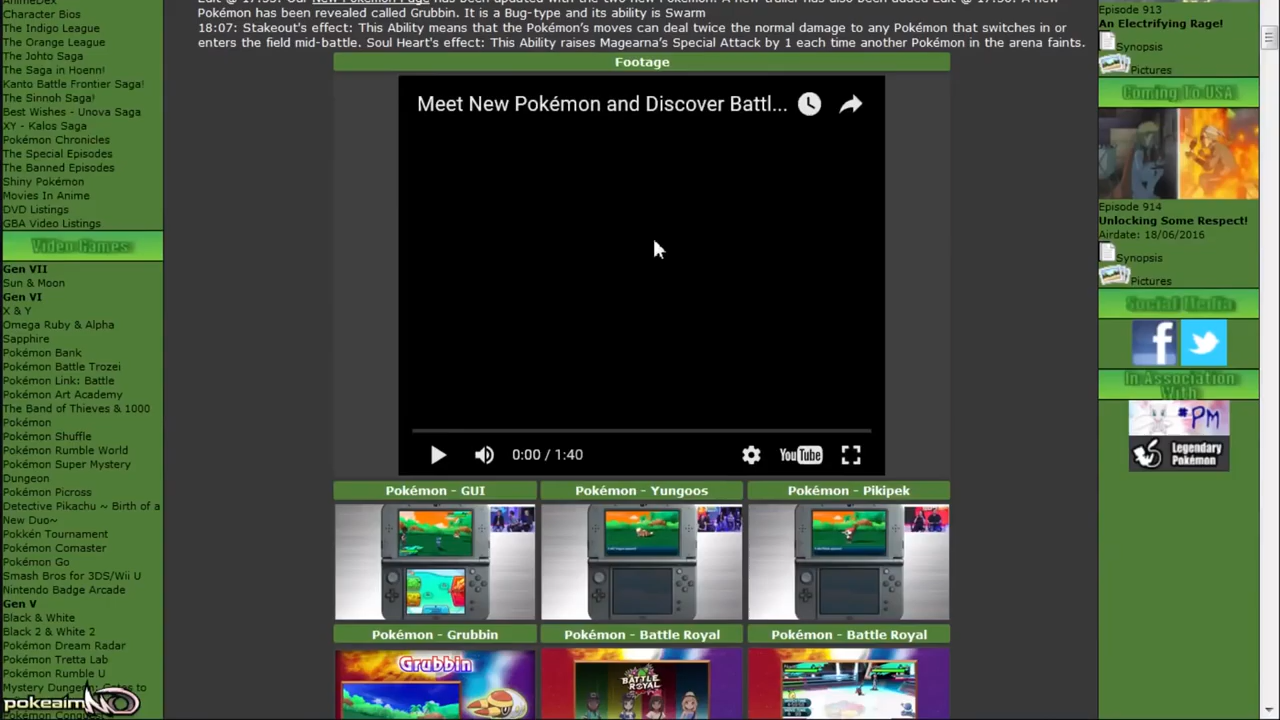 AnimeDex
Character Bios
The Indigo League
The Orange League
The Johto Saga
The Saga in Hoenn!
Kanto Battle Frontier Saga!
The Sinnoh Saga!
Best Wishes - Unova Saga
XY - Kalos Saga
Pokémon Chronicles
The Special Episodes
The Banned Episodes
Shiny Pokémon
Movies In Anime
DVD Listings
GBA Video Listings
Video Games
Gen VII
Sun & Moon
Gen VI
X & Y
Omega Ruby & Alpha
Sapphire
Pokémon Bank
Pokémon Battle Trozei
Pokémon Link: Battle
Pokémon Art Academy
The Band of Thieves & 1000
Pokémon
Pokémon Shuffle
Pokémon Rumble World
Pokémon Super Mystery
Dungeon
Pokémon Picross
Detective Pikachu ~ Birth of a
New Duo~
Pokkén Tournament
Pokémon Comaster
Pokémon Go
Smash Bros for 3DS/Wii U
Nintendo Badge Arcade
Gen V
Black & White
Black 2 & White 2
Pokémon Dream Radar
Pokémon Tretta Lab
Pokémon Rumble U
Mystery Dungeon: Gates to
pokeaimNO
Pokémon has been revealed called Grubbin. It is a Bug-type and its ability is Swarm
18:07: Stakeout's effect: This Ability means that the Pokémon's moves can deal twice the normal damage to any Pokémon that switches in or
enters the field mid-battle. Soul Heart's effect: This Ability raises Magearna's Special Attack by 1 each time another Pokémon in the arena faints.
Footage
Meet New Pokémon and Discover Battl...
0:00 / 1:40
YouTube
Pokémon - GUI
Pokémon - Yungoos
Pokémon - Pikipek
Pokémon - Grubbin
Pokémon - Battle Royal
Pokémon - Battle Royal
Grubbin
BATTLE
ROYAL
Episode 913
An Electrifying Rage!
Synopsis
Pictures
Coming To USA
Episode 914
Unlocking Some Respect!
Airdate: 18/06/2016
Synopsis
Pictures
Social Media
In Association
With
#PM
Legendary
Pokémon